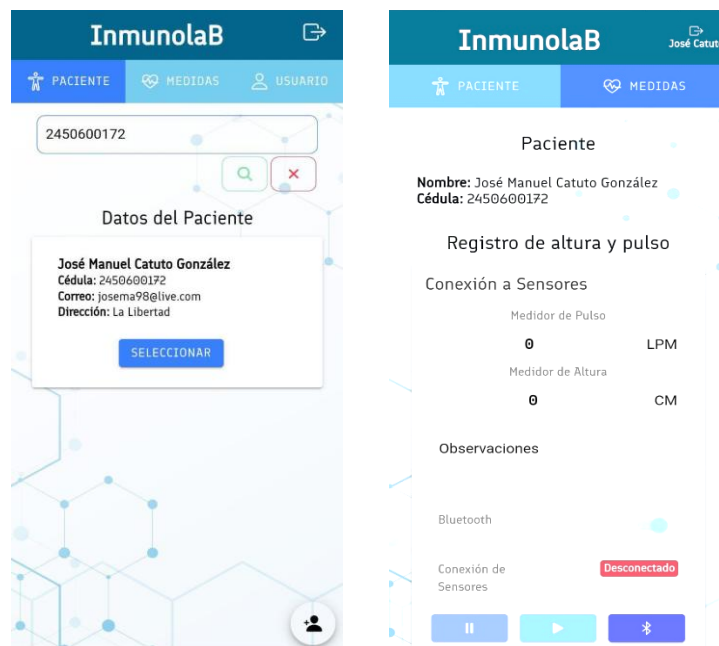 InmunolaB
PACIENTE MEDIDAS USUARIO
2450600172
Datos del Paciente
José Manuel Catuto González
Cédula: 2450600172
Correo: josema98@live.com
Dirección: La Libertad
SELECCIONAR
InmunolaB
José Catut
PACIENTE MEDIDAS
Paciente
Nombre: José Manuel Catuto González
Cédula: 2450600172
Registro de altura y pulso
Conexión a Sensores
Medidor de Pulso
0 LPM
Medidor de Altura
0 CM
Observaciones
Bluetooth
Conexión de
Sensores
Desconectado